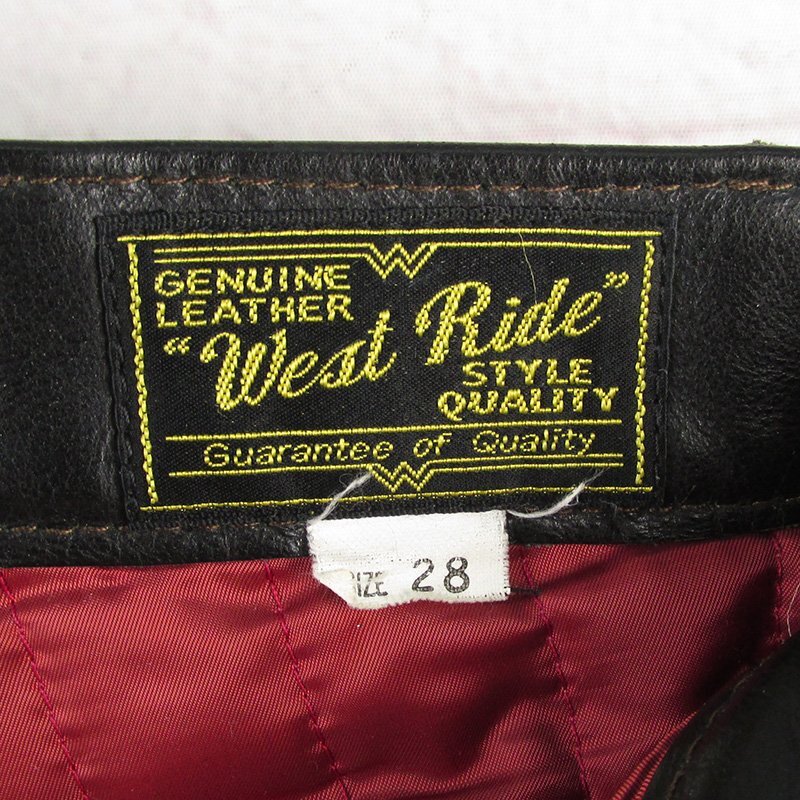 W
GENUINE
LEATHER
"West Ride"
STYLE
QUALITY
Guarantee of Quality
W
SIZE 28